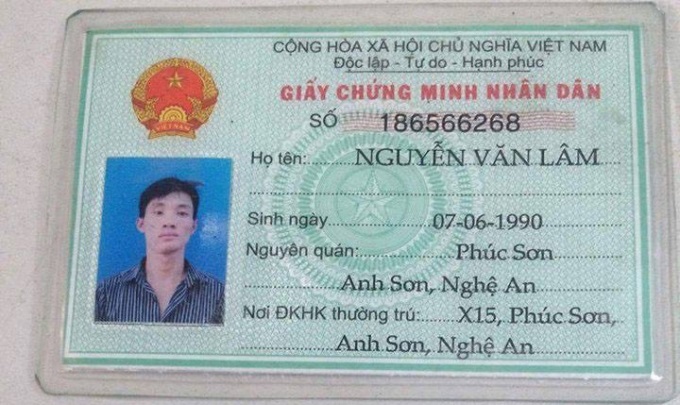 CỘNG HÒA XÃ HỘI CHỦ NGHĨA VIỆT NAM
Độc lập - Tự do - Hạnh phúc
GIẤY CHỨNG MINH NHÂN DÂN
SỐ 186566268
Họ tên: NGUYỄN VĂN LÂM
Sinh ngày 07-06-1990
Nguyên quán: Phúc Sơn
Anh Sơn, Nghệ An
Nơi ĐKHK thường trú: X15, Phúc Sơn,
Anh Sơn, Nghệ An
VIỆT NAM